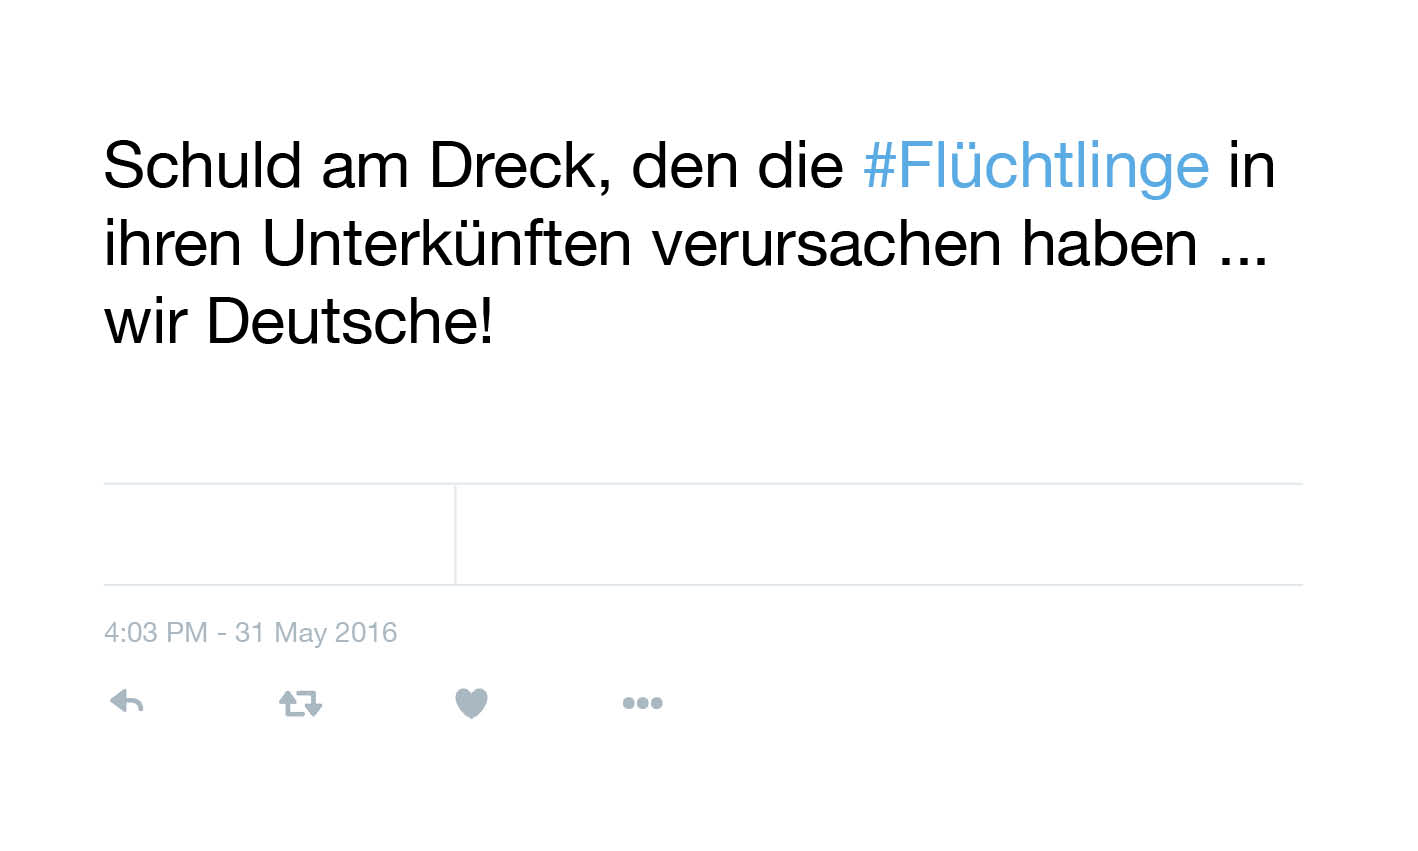 Schuld am Dreck, den die #Flüchtlinge in
ihren Unterkünften verursachen haben ...
wir Deutsche!
4:03 PM - 31 May 2016